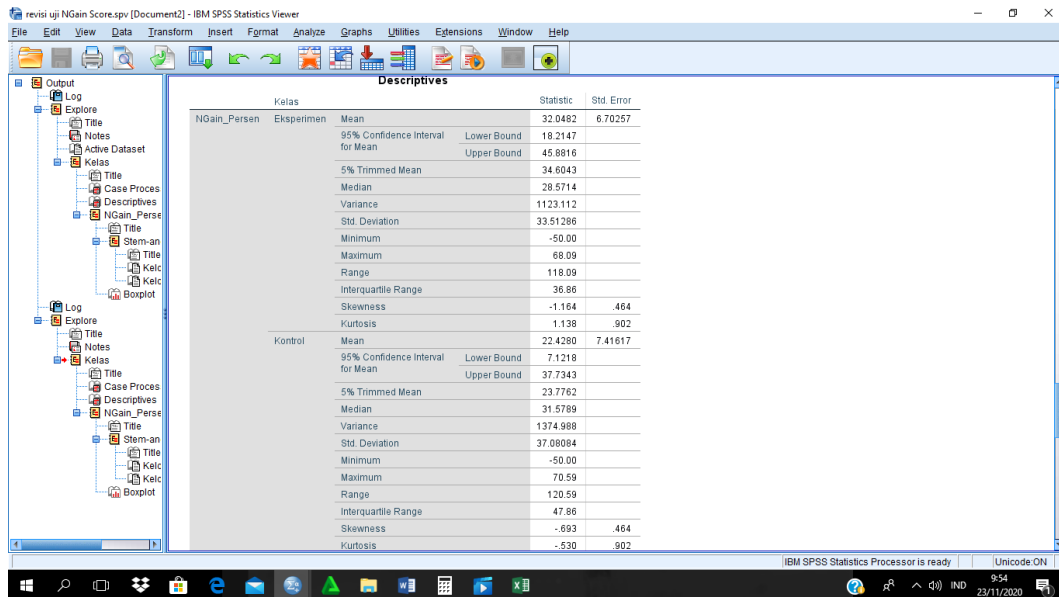 revisi uji NGain Score.spv [Document2] - IBM SPSS Statistics Viewer
File Edit View Data Transform Insert Format Analyze Graphs Utilities Extensions Window Help
Output
Log
Explore
Title
Notes
Active Dataset
Kelas
Title
Case Proces
Descriptives
NGain_Perse
Title
Stem-an
Title
Kelo
Kelo
Boxplot
Log
Explore
Title
Notes
Kelas
Title
Case Proces
Descriptives
NGain_Perse
Title
Stem-an
Title
Kelo
Kelo
Boxplot
Descriptives
Kelas Statistic Std. Error
NGain_Persen Eksperimen Mean 32.0482 6.70257
95% Confidence Interval for Mean Lower Bound 18.2147
Upper Bound 45.8816
5% Trimmed Mean 34.6043
Median 28.5714
Variance 1123.112
Std. Deviation 33.51286
Minimum -50.00
Maximum 68.09
Range 118.09
Interquartile Range 36.86
Skewness -1.164 .464
Kurtosis 1.138 .902
Kontrol Mean 22.4280 7.41617
95% Confidence Interval for Mean Lower Bound 7.1218
Upper Bound 37.7343
5% Trimmed Mean 23.7762
Median 31.5789
Variance 1374.988
Std. Deviation 37.08084
Minimum -50.00
Maximum 70.59
Range 120.59
Interquartile Range 47.86
Skewness -.693 .464
Kurtosis -.530 .902
IBM SPSS Statistics Processor is ready Unicode:ON
IND 9:54
23/11/2020